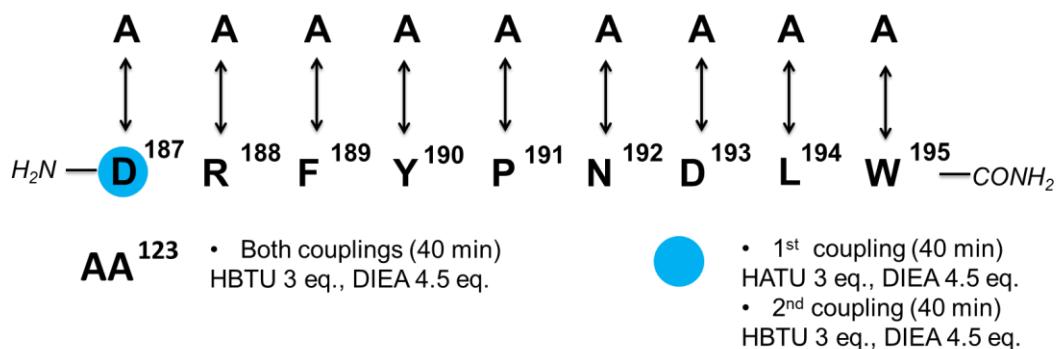 A A A A A A A A A
H₂N D¹⁸⁷ R¹⁸⁸ F¹⁸⁹ Y¹⁹⁰ P¹⁹¹ N¹⁹² D¹⁹³ L¹⁹⁴ W¹⁹⁵ CONH₂
AA¹²³
• Both couplings (40 min)
HBTU 3 eq., DIEA 4.5 eq.
• 1ˢᵗ coupling (40 min)
HATU 3 eq., DIEA 4.5 eq.
• 2ⁿᵈ coupling (40 min)
HBTU 3 eq., DIEA 4.5 eq.